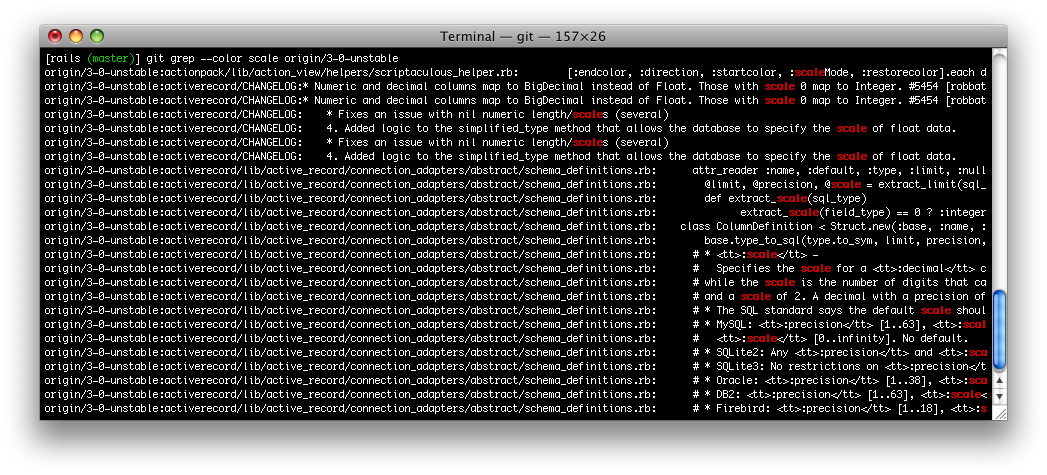 Terminal — git — 157×26
[rails (master)] git grep --color scale origin/3-0-unstable
origin/3-0-unstable:actionpack/lib/action_view/helpers/scriptaculous_helper.rb:        [:endcolor, :direction, :startcolor, :scaleMode, :restorecolor].each d
origin/3-0-unstable:activerecord/CHANGELOG:* Numeric and decimal columns map to BigDecimal instead of Float. Those with scale 0 map to Integer. #5454 [robbat
origin/3-0-unstable:activerecord/CHANGELOG:* Numeric and decimal columns map to BigDecimal instead of Float. Those with scale 0 map to Integer. #5454 [robbat
origin/3-0-unstable:activerecord/CHANGELOG:    * Fixes an issue with nil numeric length/scales (several)
origin/3-0-unstable:activerecord/CHANGELOG:    4. Added logic to the simplified_type method that allows the database to specify the scale of float data.
origin/3-0-unstable:activerecord/CHANGELOG:    * Fixes an issue with nil numeric length/scales (several)
origin/3-0-unstable:activerecord/CHANGELOG:    4. Added logic to the simplified_type method that allows the database to specify the scale of float data.
origin/3-0-unstable:activerecord/lib/active_record/connection_adapters/abstract/schema_definitions.rb:      attr_reader :name, :default, :type, :limit, :null
origin/3-0-unstable:activerecord/lib/active_record/connection_adapters/abstract/schema_definitions.rb:        @limit, @precision, @scale = extract_limit(sql_
origin/3-0-unstable:activerecord/lib/active_record/connection_adapters/abstract/schema_definitions.rb:        def extract_scale(sql_type)
origin/3-0-unstable:activerecord/lib/active_record/connection_adapters/abstract/schema_definitions.rb:              extract_scale(field_type) == 0 ? :integer
origin/3-0-unstable:activerecord/lib/active_record/connection_adapters/abstract/schema_definitions.rb:    class ColumnDefinition < Struct.new(:base, :name, :
origin/3-0-unstable:activerecord/lib/active_record/connection_adapters/abstract/schema_definitions.rb:        base.type_to_sql(type.to_sym, limit, precision,
origin/3-0-unstable:activerecord/lib/active_record/connection_adapters/abstract/schema_definitions.rb:      # * <tt>:scale</tt> -
origin/3-0-unstable:activerecord/lib/active_record/connection_adapters/abstract/schema_definitions.rb:      #   Specifies the scale for a <tt>:decimal</tt> c
origin/3-0-unstable:activerecord/lib/active_record/connection_adapters/abstract/schema_definitions.rb:      # while the scale is the number of digits that ca
origin/3-0-unstable:activerecord/lib/active_record/connection_adapters/abstract/schema_definitions.rb:      # and a scale of 2. A decimal with a precision of
origin/3-0-unstable:activerecord/lib/active_record/connection_adapters/abstract/schema_definitions.rb:      # * The SQL standard says the default scale shoul
origin/3-0-unstable:activerecord/lib/active_record/connection_adapters/abstract/schema_definitions.rb:      # * MySQL: <tt>:precision</tt> [1..63], <tt>:scal
origin/3-0-unstable:activerecord/lib/active_record/connection_adapters/abstract/schema_definitions.rb:      #   <tt>:scale</tt> [0..infinity]. No default.
origin/3-0-unstable:activerecord/lib/active_record/connection_adapters/abstract/schema_definitions.rb:      # * SQLite2: Any <tt>:precision</tt> and <tt>:sca
origin/3-0-unstable:activerecord/lib/active_record/connection_adapters/abstract/schema_definitions.rb:      # * SQLite3: No restrictions on <tt>:precision</t
origin/3-0-unstable:activerecord/lib/active_record/connection_adapters/abstract/schema_definitions.rb:      # * Oracle: <tt>:precision</tt> [1..38], <tt>:sca
origin/3-0-unstable:activerecord/lib/active_record/connection_adapters/abstract/schema_definitions.rb:      # * DB2: <tt>:precision</tt> [1..63], <tt>:scale<
origin/3-0-unstable:activerecord/lib/active_record/connection_adapters/abstract/schema_definitions.rb:      # * Firebird: <tt>:precision</tt> [1..18], <tt>:s